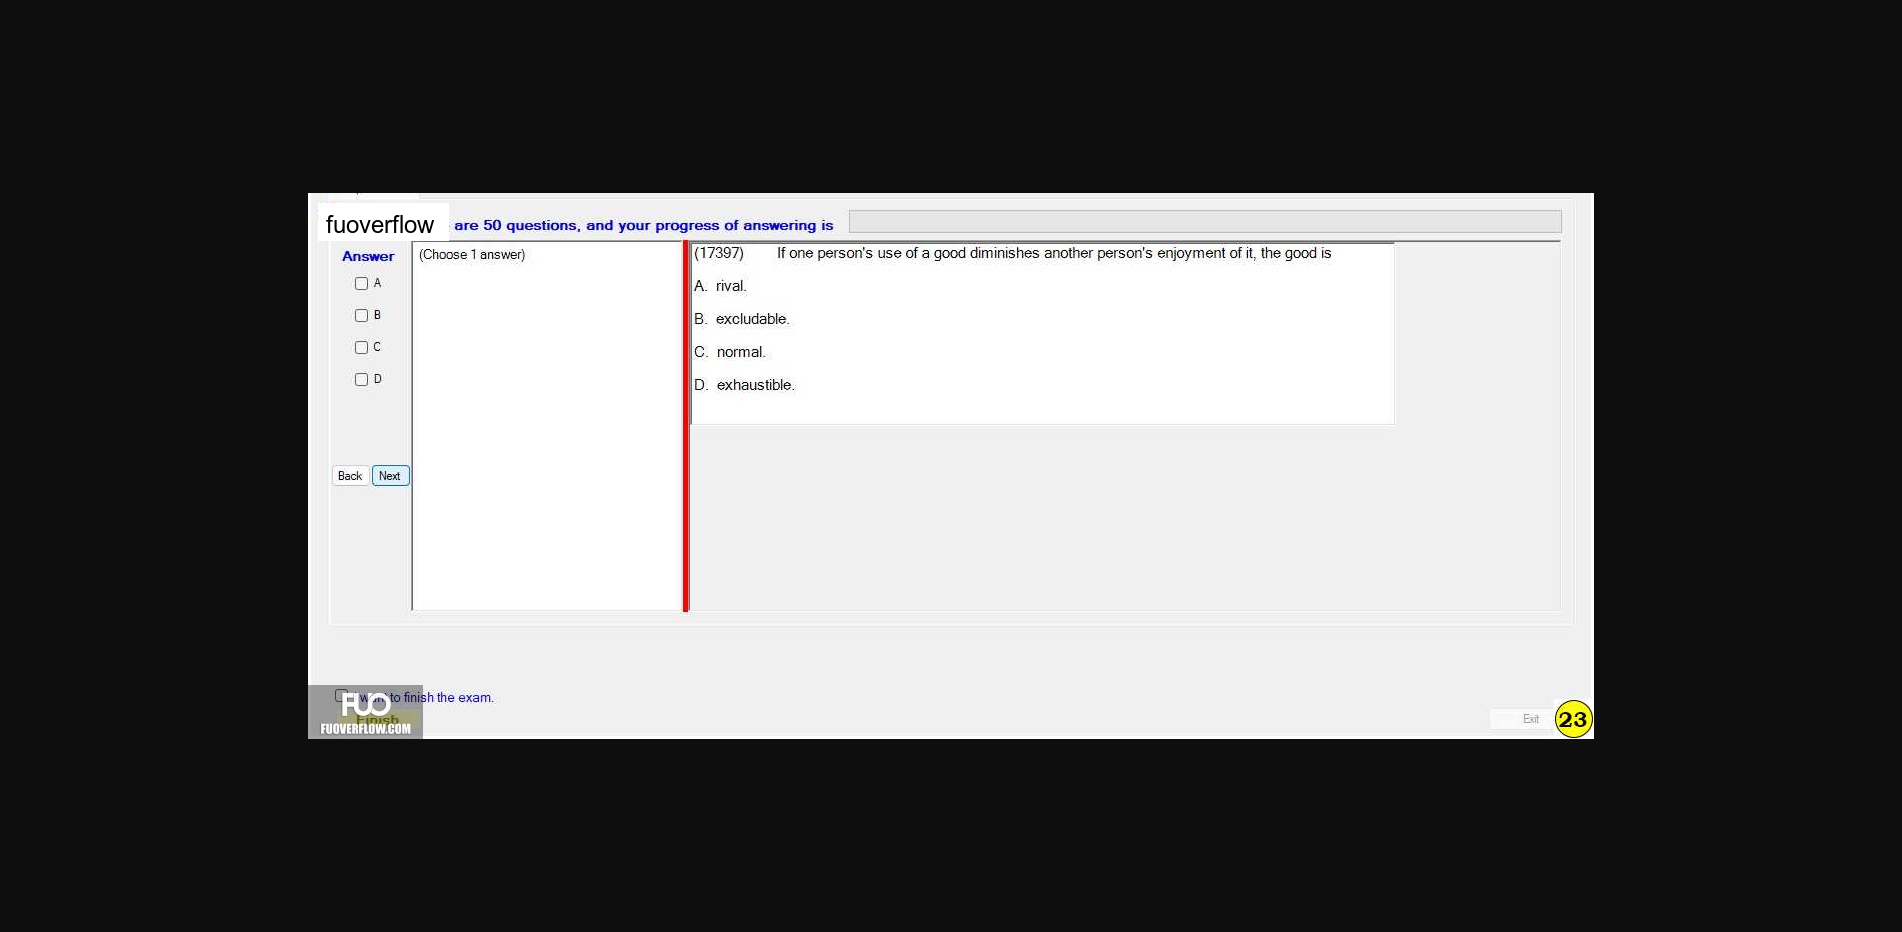 fuoverflow are 50 questions, and your progress of answering is
Answer
(Choose 1 answer)
A
B
C
D
Back Next
(17397) If one person's use of a good diminishes another person's enjoyment of it, the good is
A. rival.
B. excludable.
C. normal.
D. exhaustible.
want to finish the exam.
FUO
Finish
FUOVERFLOW.COM
Exit
23